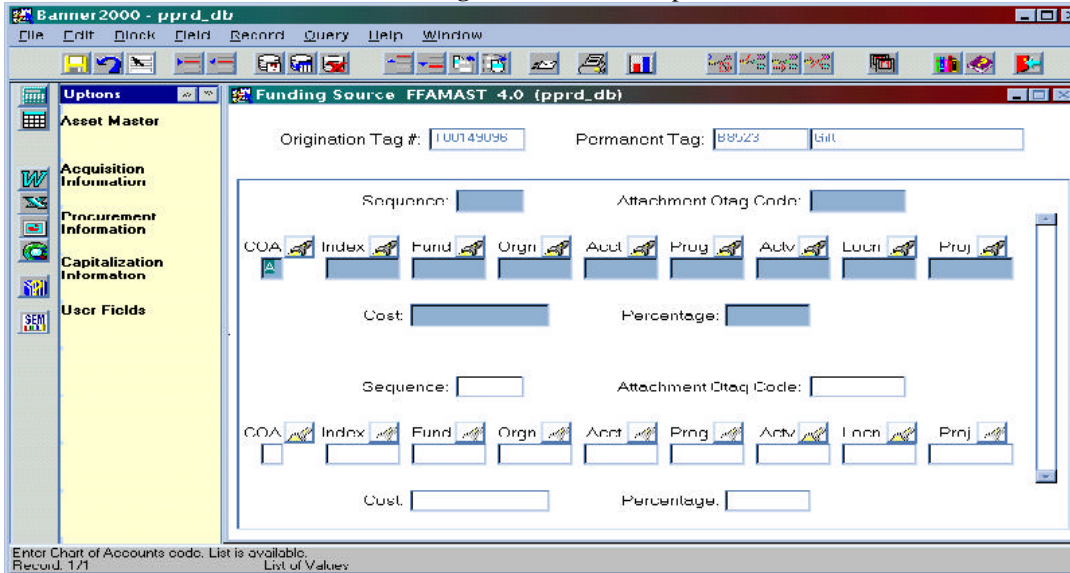 Banner2000 - pprd_db
File Edit Block Field Record Query Help Window
Options
Asset Master
Acquisition
Information
Procurement
Information
Capitalization
Information
User Fields
SEM
Funding Source FFAMAST 4.0 (pprd_db)
Origination Tag #: T00149096 Permanent Tag: B8523 Gift
Sequence: Attachment Otag Code:
COA Index Fund Orgn Acct Prog Actv Locn Proj
A
Cost: Percentage:
Sequence: Attachment Otag Code:
COA Index Fund Orgn Acct Prog Actv Locn Proj
Cost: Percentage:
Enter Chart of Accounts code. List is available.
Record: 1/1 List of Values